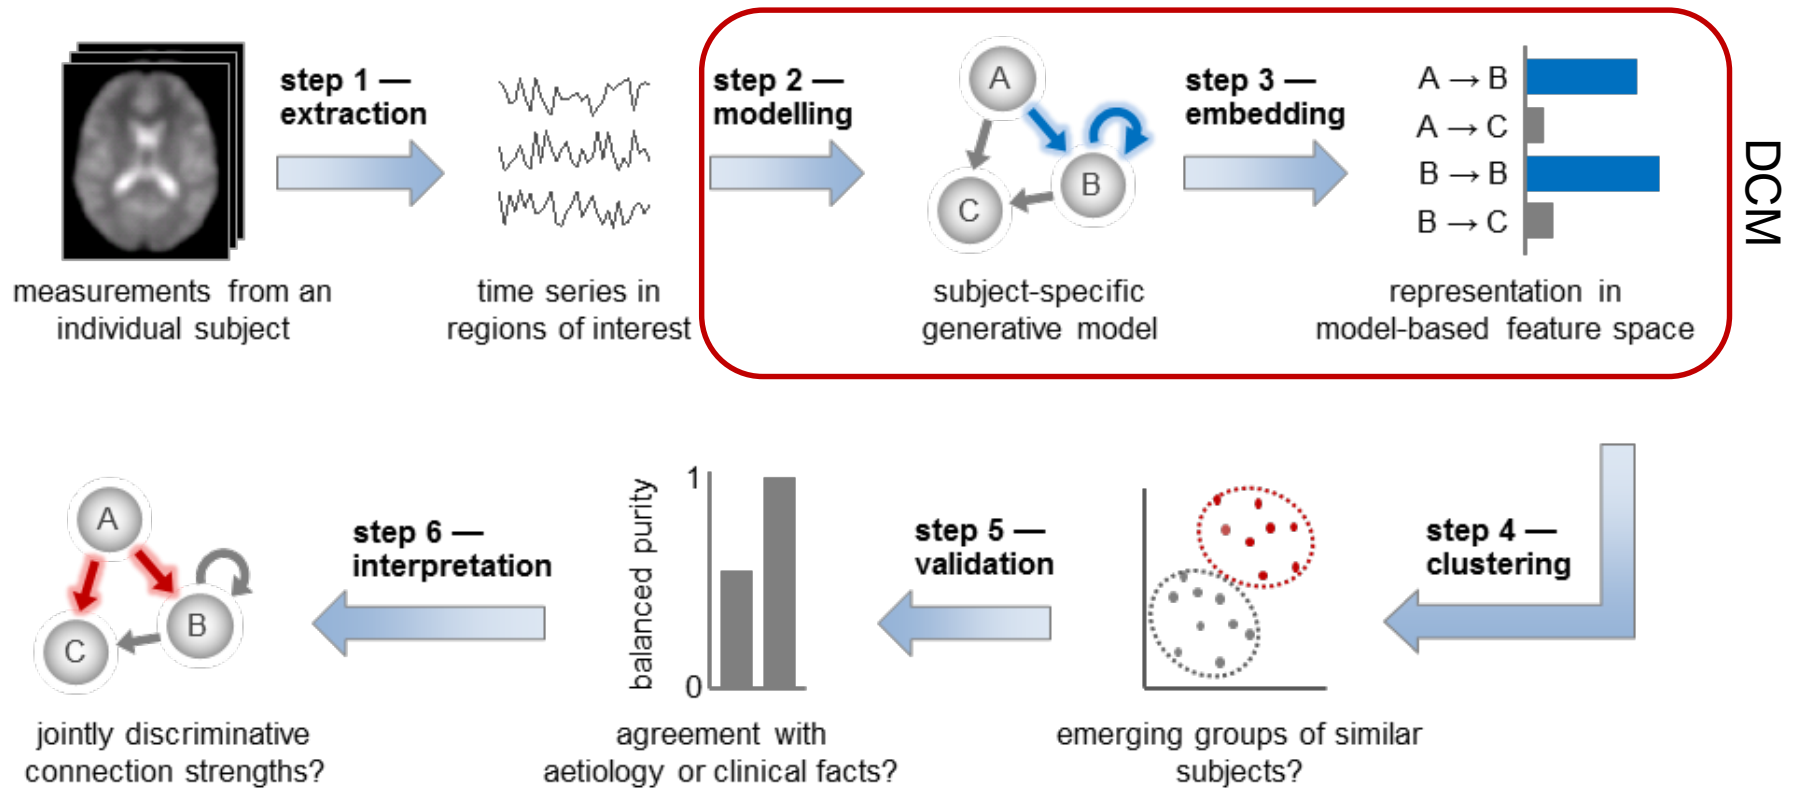 step 1 —
extraction
step 2 —
modelling
A
B
C
step 3 —
embedding
A → B
A → C
B → B
B → C
DCM
measurements from an
individual subject
time series in
regions of interest
subject-specific
generative model
representation in
model-based feature space
A
B
C
step 6 —
interpretation
balanced purity
1
0
step 5 —
validation
step 4 —
clustering
jointly discriminative
connection strengths?
agreement with
aetiology or clinical facts?
emerging groups of similar
subjects?